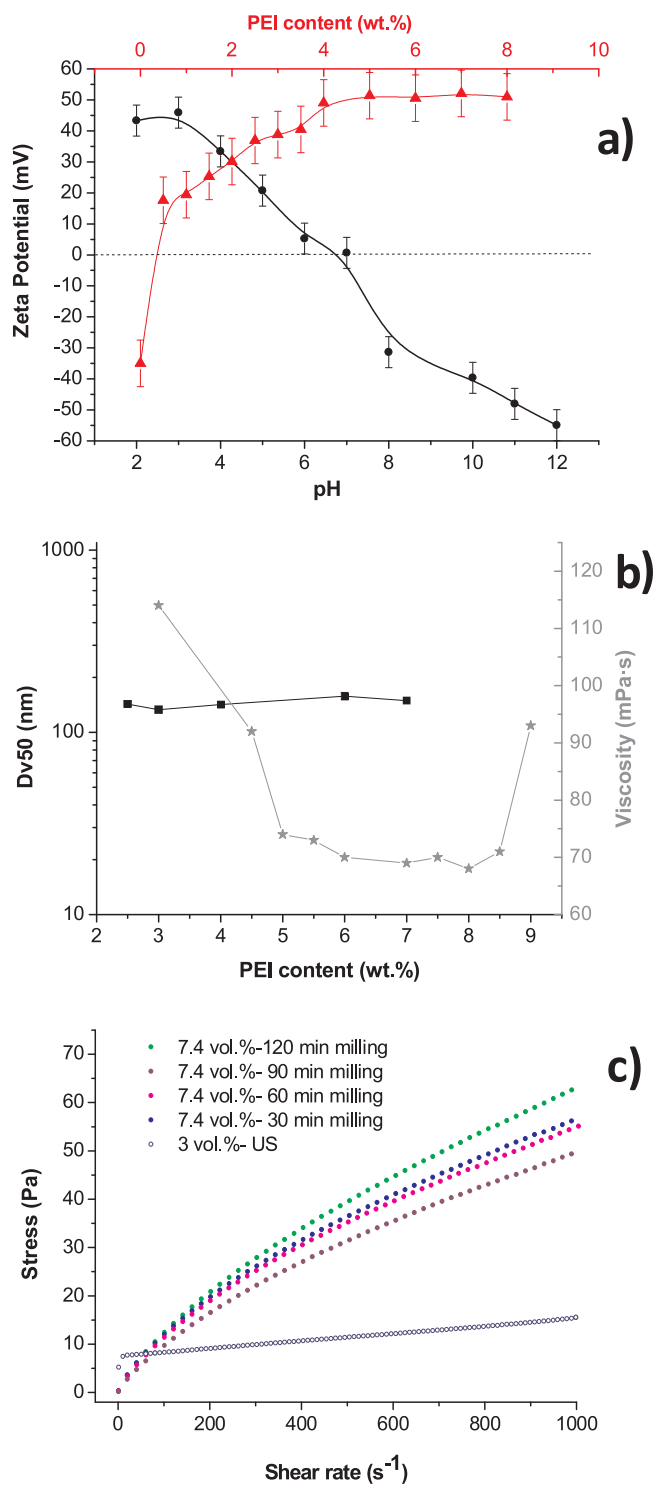 PEI content (wt.%)
0 2 4 6 8 10
a)
60
50
40
30
20
10
0
-10
-20
-30
-40
-50
-60
Zeta Potential (mV)
2 4 6 8 10 12
pH
b)
1000
100
10
Dv50 (nm)
120
110
100
90
80
70
60
Viscosity (mPa·s)
2 3 4 5 6 7 8 9
PEI content (wt.%)
c)
7.4 vol.%-120 min milling
7.4 vol.%- 90 min milling
7.4 vol.%- 60 min milling
7.4 vol.%- 30 min milling
3 vol.%- US
70
60
50
40
30
20
10
0
Stress (Pa)
0 200 400 600 800 1000
Shear rate (s⁻¹)